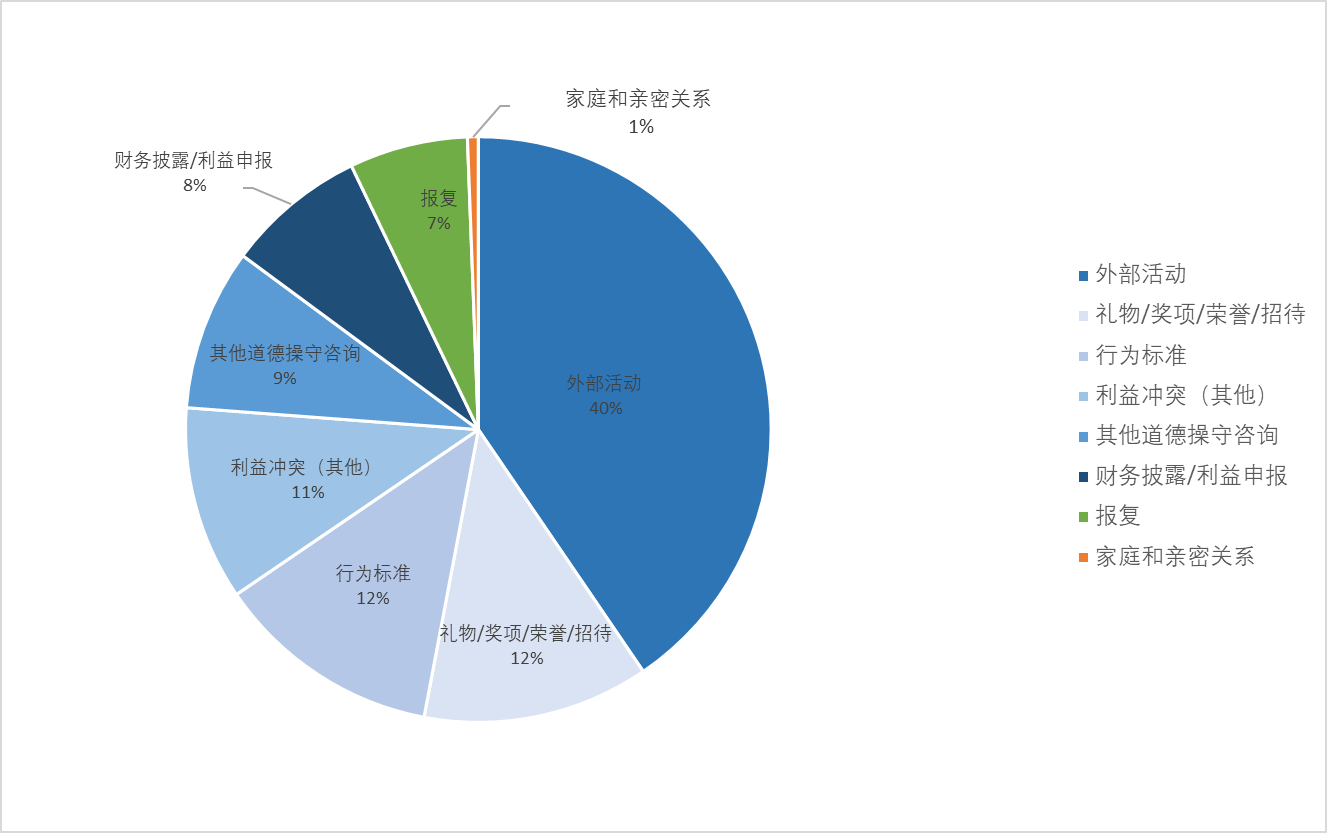 家庭和亲密关系
1%
财务披露/利益申报
8%
报复
7%
其他道德操守咨询
9%
外部活动
40%
利益冲突（其他）
11%
行为标准
12%
礼物/奖项/荣誉/招待
12%
外部活动
礼物/奖项/荣誉/招待
行为标准
利益冲突（其他）
其他道德操守咨询
财务披露/利益申报
报复
家庭和亲密关系